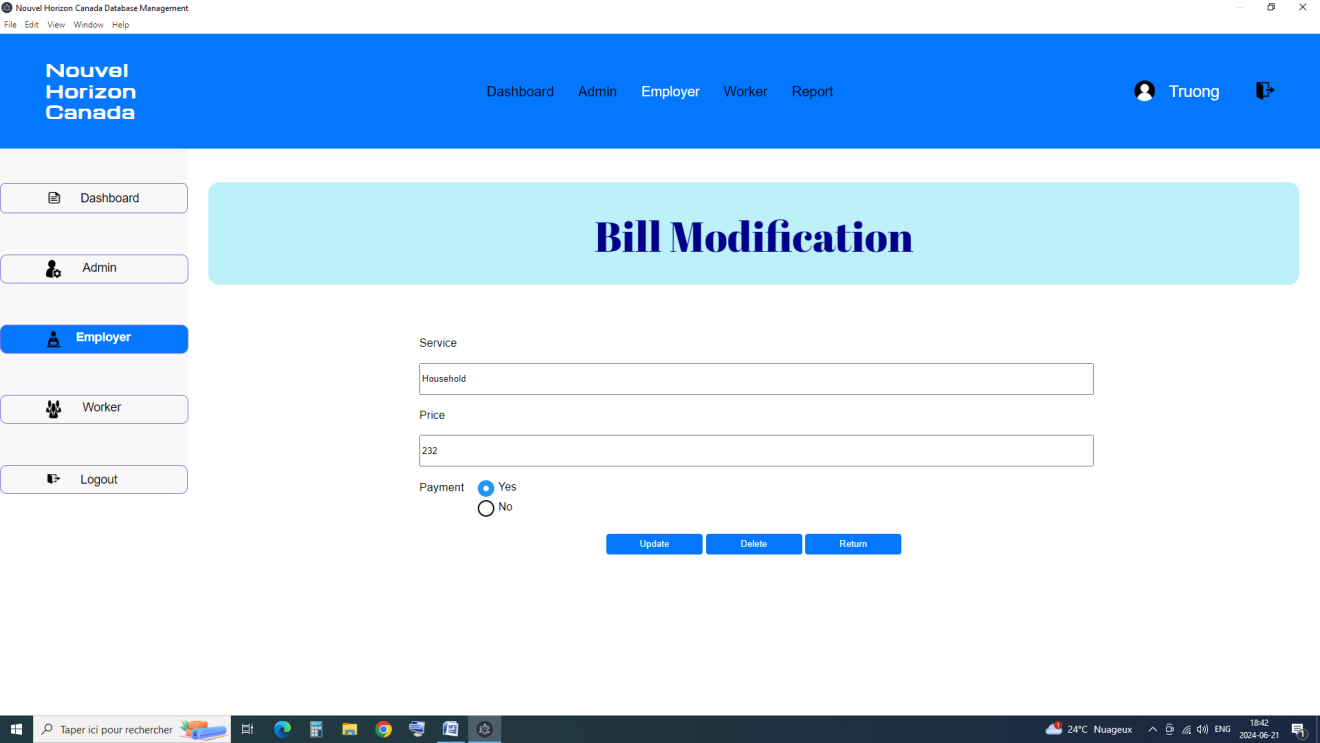 Nouvel Horizon Canada Database Management
File Edit View Window Help
Nouvel
Horizon
Canada
Dashboard Admin Employer Worker Report
Truong
Dashboard
Admin
Employer
Worker
Logout
Bill Modification
Service
Household
Price
232
Payment Yes
No
Update Delete Return
Taper ici pour rechercher
1
24°C Nuageux
ENG
18:42
2024-06-21
1